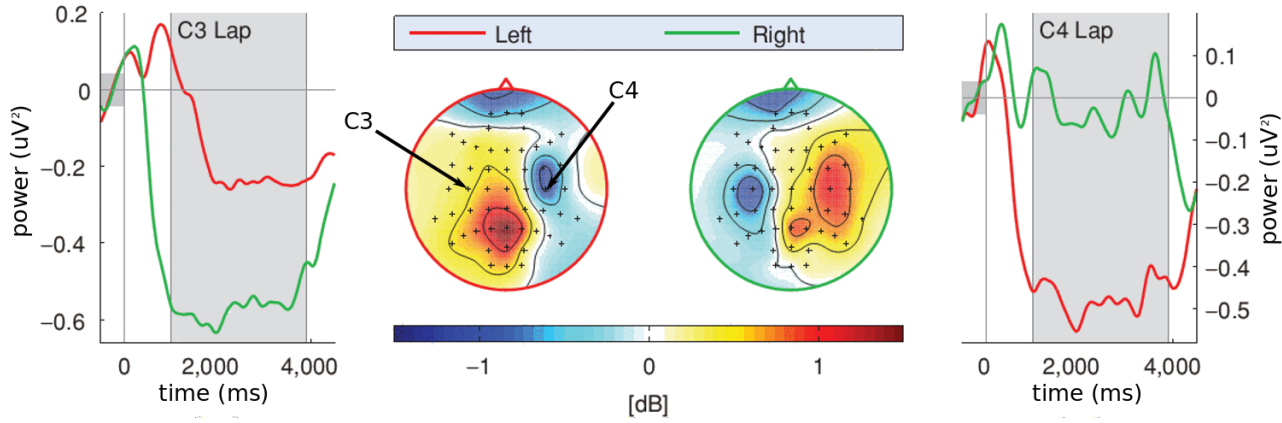 C3 Lap
0.2
0
−0.2
−0.4
−0.6
power (uV²)
0
2,000
4,000
time (ms)
Left
Right
C3
C4
−1
0
1
[dB]
C4 Lap
0.1
0
−0.1
−0.2
−0.3
−0.4
−0.5
power (uV²)
0
2,000
4,000
time (ms)